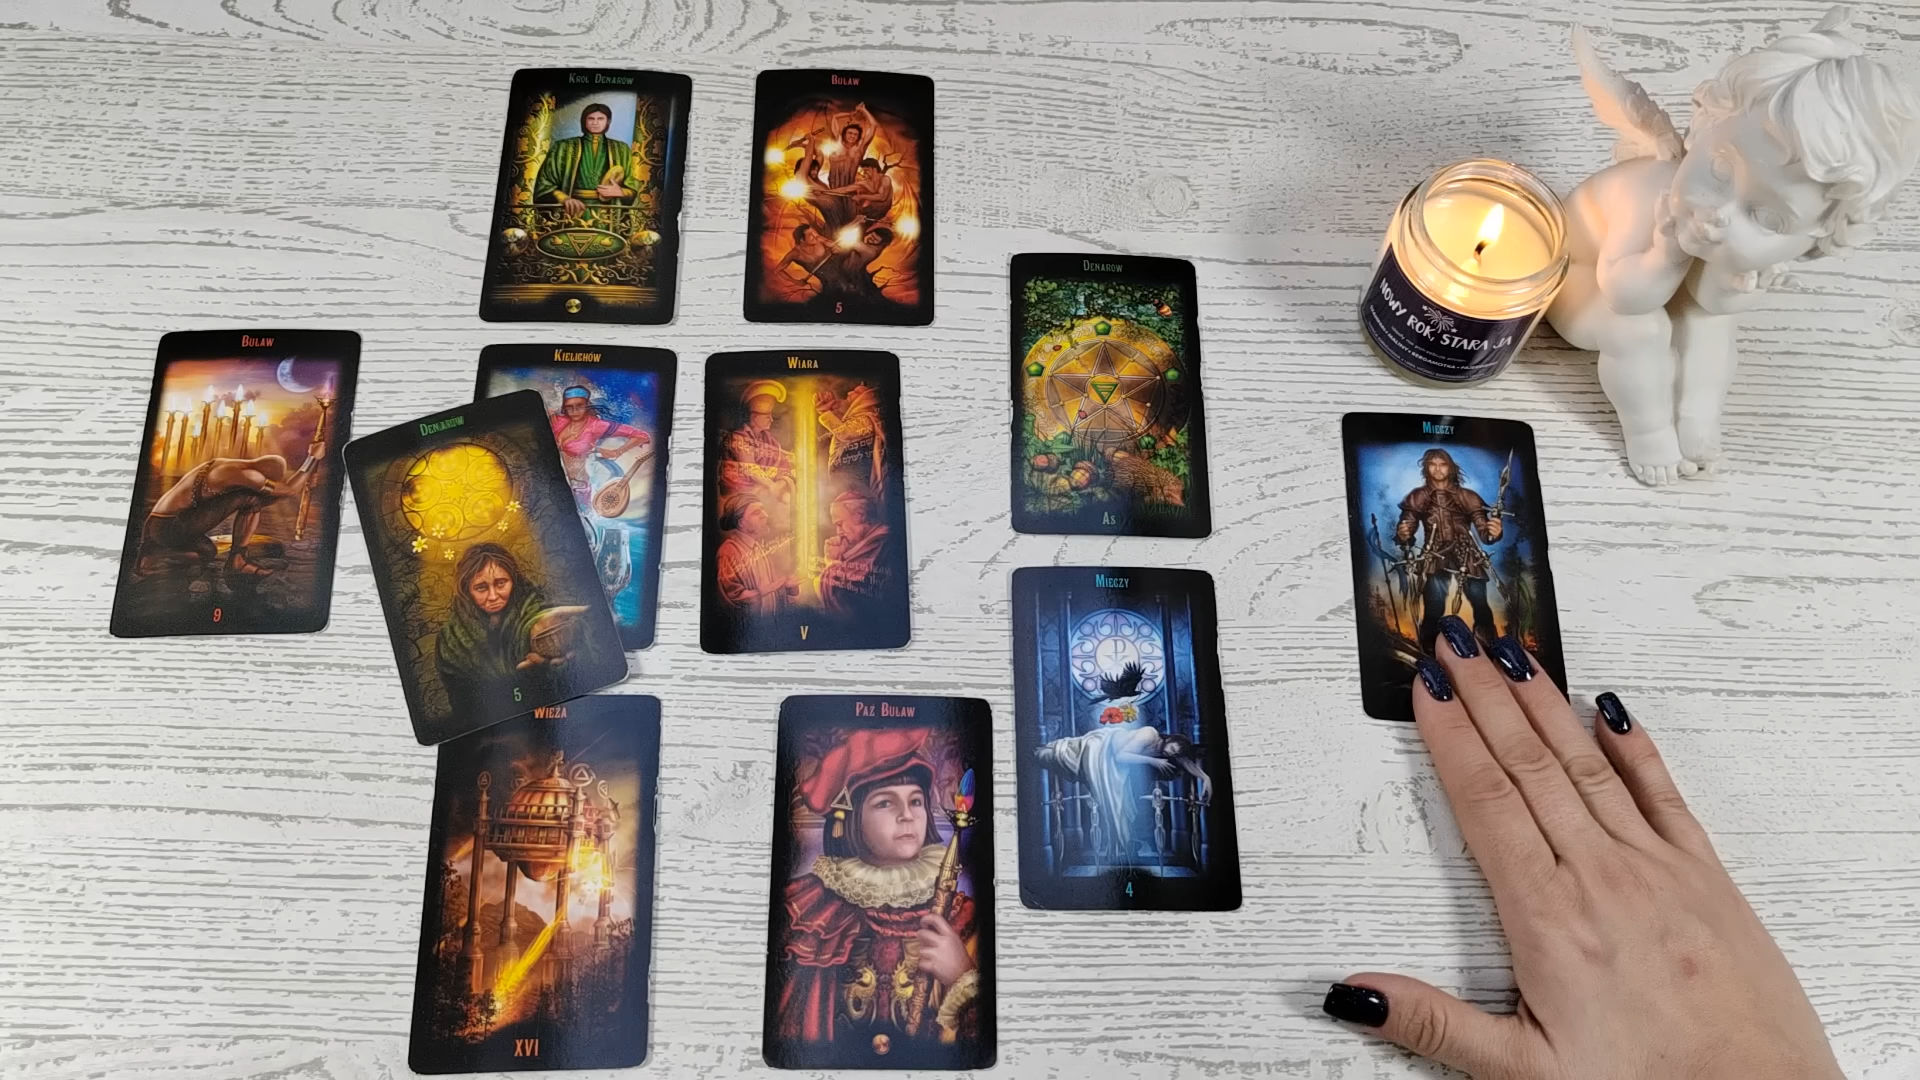 Król Denarów
Buław
5
Buław
9
Denarów
5
Kielichów
Wiara
V
Denarów
As
NOWY ROK, STARA JA
Mieczy
Mieczy
4
Wieża
XVI
Paź Buław